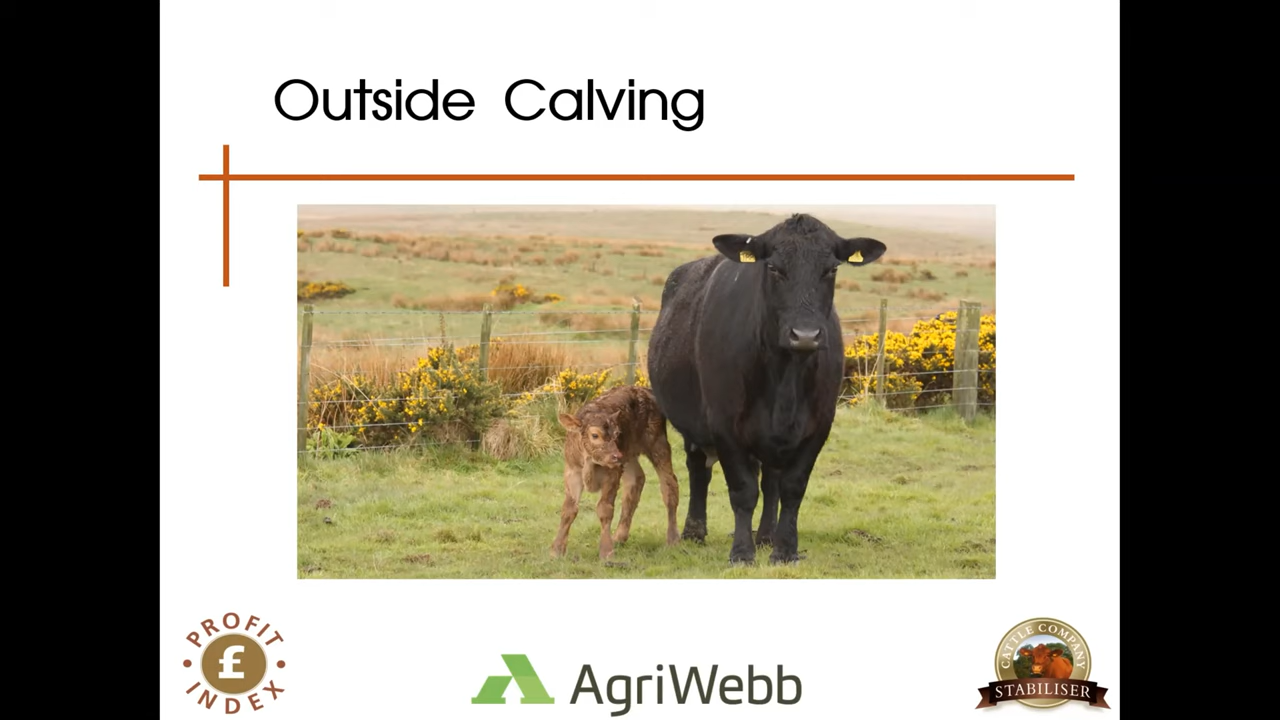 Outside Calving
PROFIT
£
INDEX
AgriWebb
CATTLE COMPANY
STABILISER